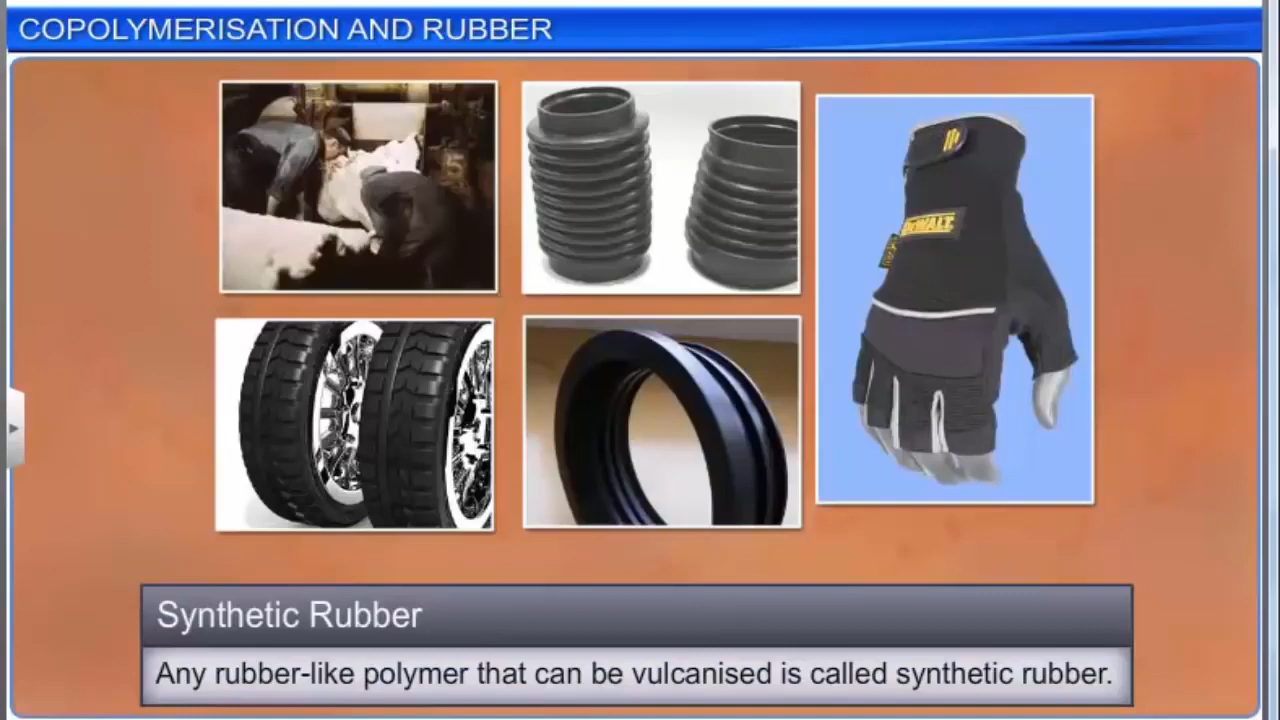 COPOLYMERISATION AND RUBBER
DEWALT
Synthetic Rubber
Any rubber-like polymer that can be vulcanised is called synthetic rubber.